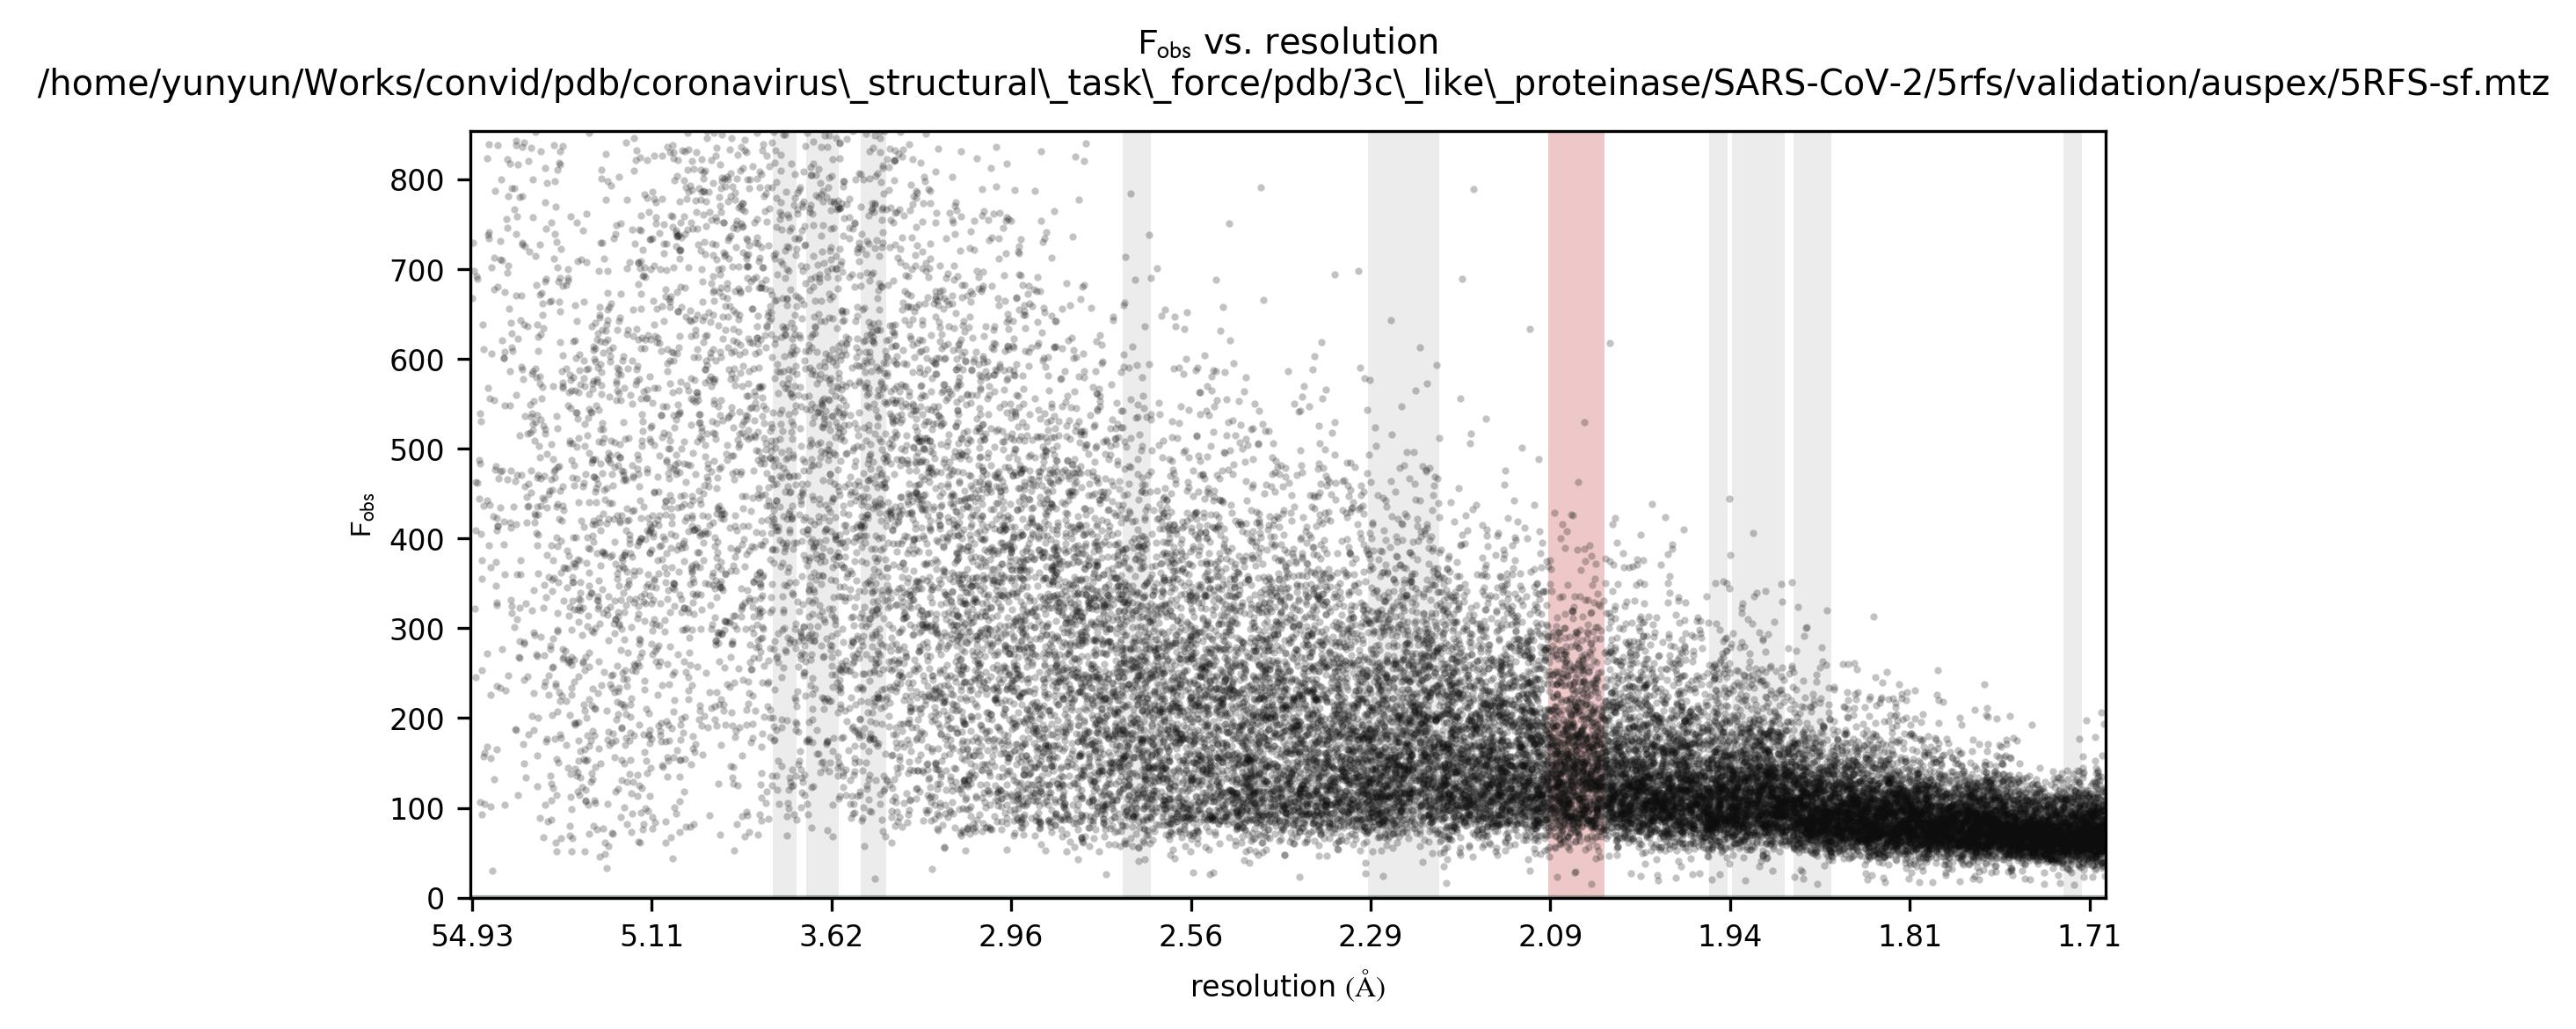 F_obs vs. resolution
/home/yunyun/Works/convid/pdb/coronavirus\_structural\_task\_force/pdb/3c\_like\_proteinase/SARS-CoV-2/5rfs/validation/auspex/5RFS-sf.mtz
800
700
600
500
400
300
200
100
0
F_obs
54.93 5.11 3.62 2.96 2.56 2.29 2.09 1.94 1.81 1.71
resolution (Å)